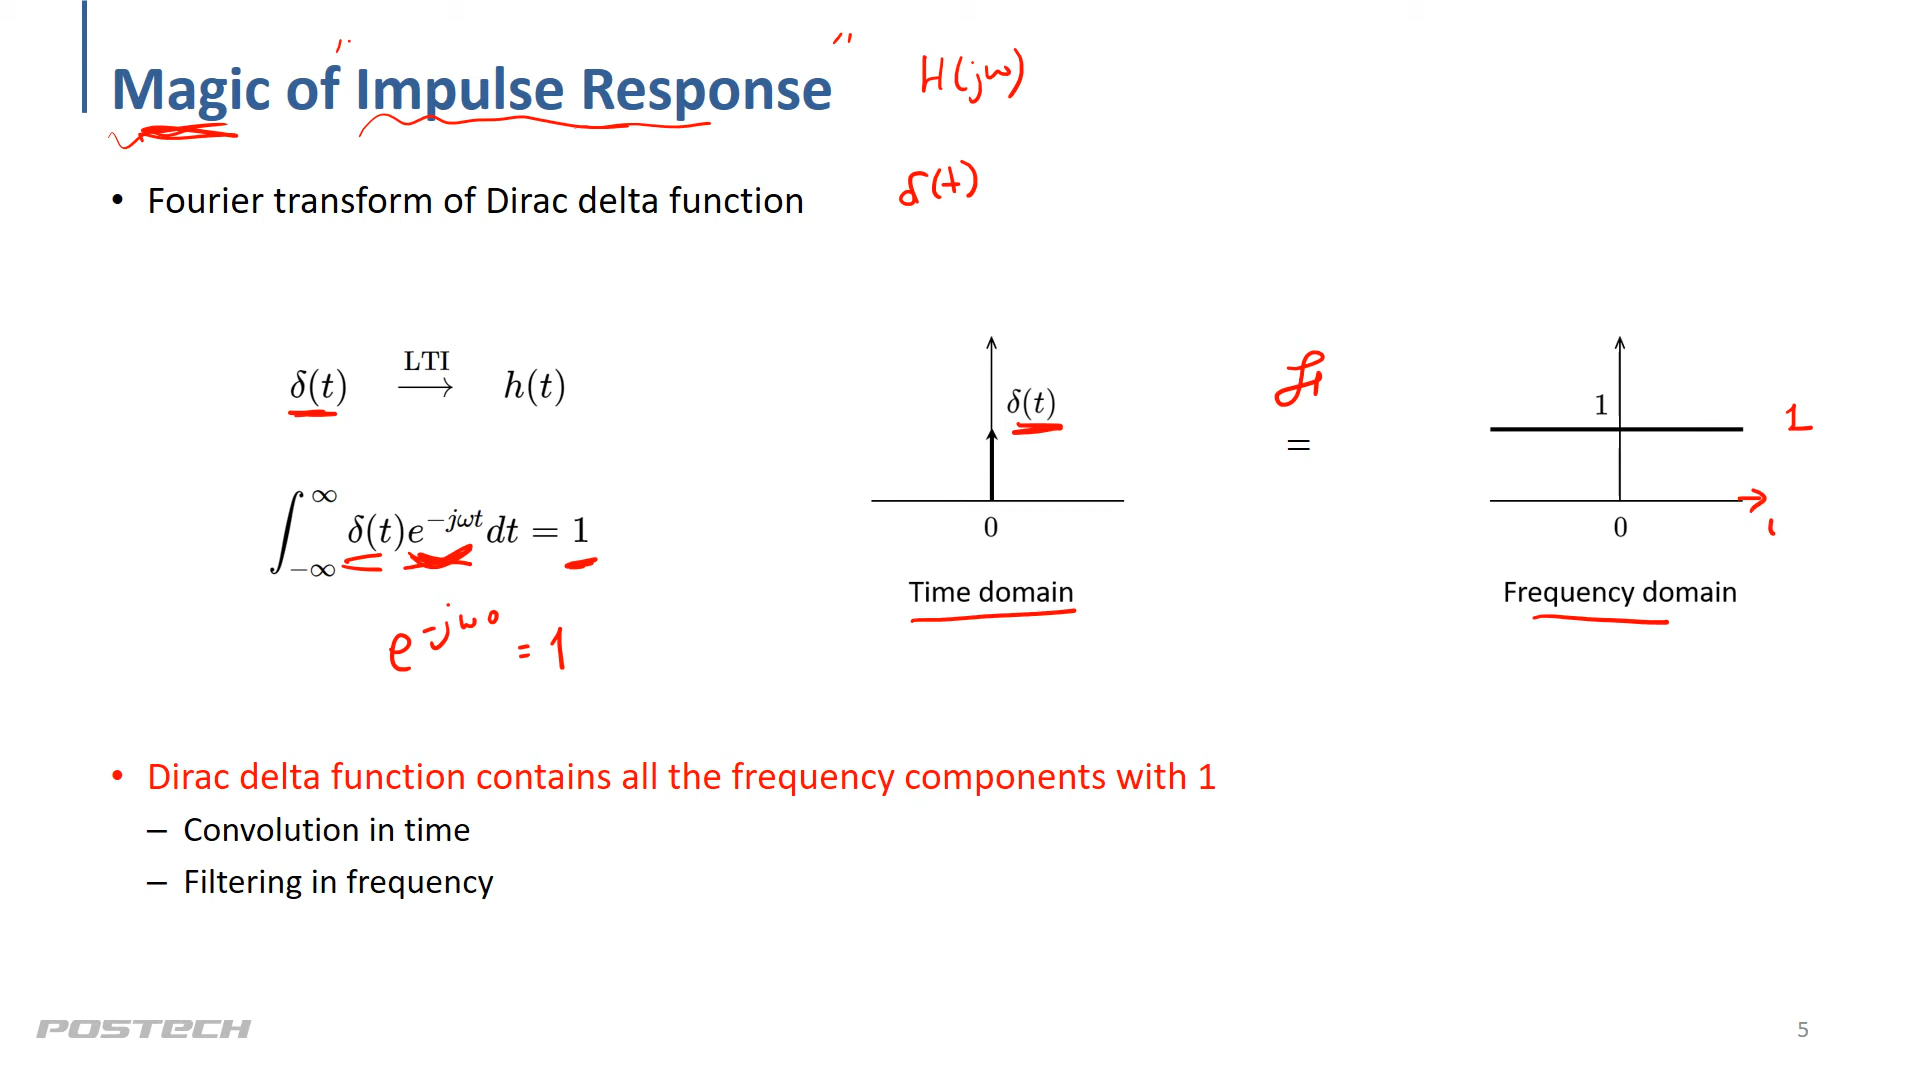 Magic of "Impulse Response" H(jω)
• Fourier transform of Dirac delta function δ(t)
δ(t) LTI⟶ h(t)
δ(t)
ℱ
=
1
1
0
0
∫_{-∞}^{∞} δ(t)e^{-jωt}dt = 1
Time domain
Frequency domain
e^{-jω0} = 1
• Dirac delta function contains all the frequency components with 1
– Convolution in time
– Filtering in frequency
POSTECH
5